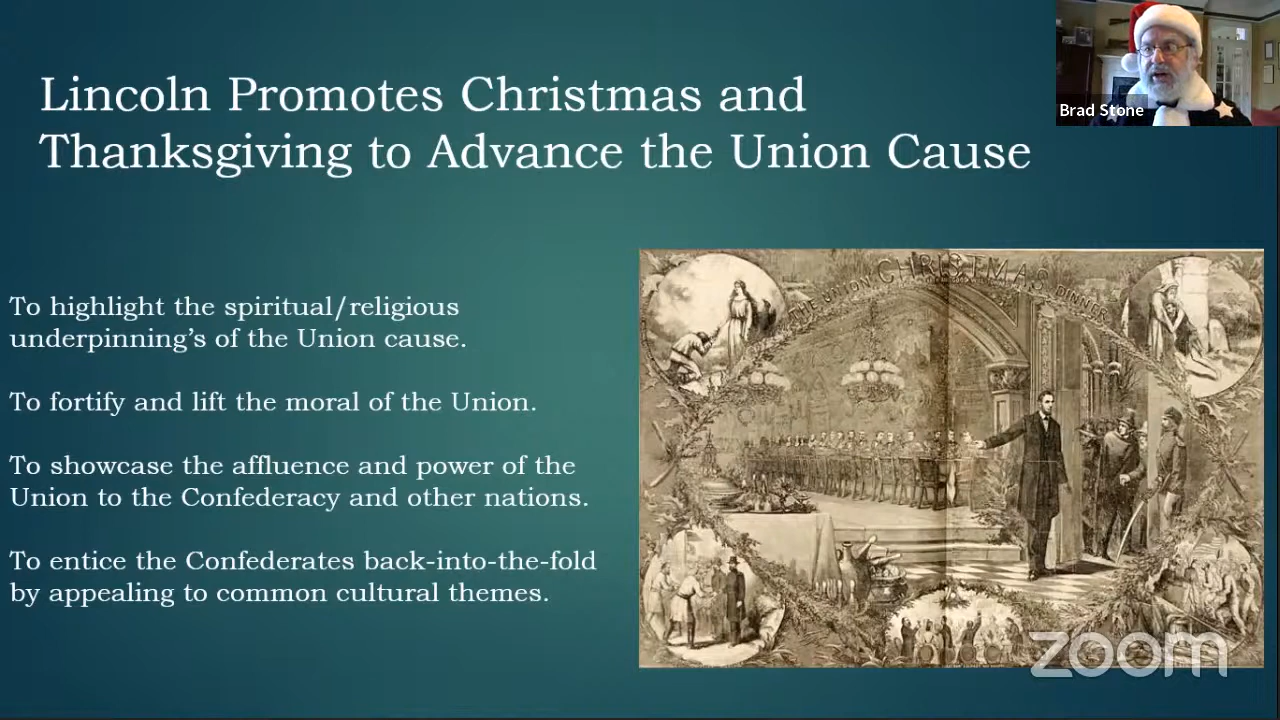 Lincoln Promotes Christmas and
Thanksgiving to Advance the Union Cause
Brad Stone
To highlight the spiritual/religious
underpinning's of the Union cause.
To fortify and lift the moral of the Union.
To showcase the affluence and power of the
Union to the Confederacy and other nations.
To entice the Confederates back-into-the-fold
by appealing to common cultural themes.
THE UNION CHRISTMAS DINNER
zoom